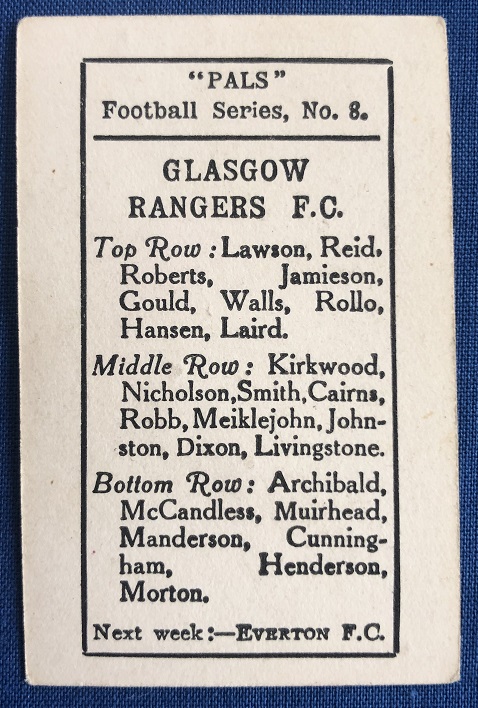 "PALS"
Football Series, No. 8.
GLASGOW
RANGERS F.C.
Top Row: Lawson, Reid.
Roberts, Jamieson,
Gould, Walls, Rollo,
Hansen, Laird.
Middle Row: Kirkwood,
Nicholson, Smith, Cairns,
Robb, Meiklejohn, John-
ston, Dixon, Livingstone.
Bottom Row: Archibald,
McCandless, Muirhead,
Manderson, Cunning-
ham, Henderson,
Morton.
Next week:—EVERTON F.C.